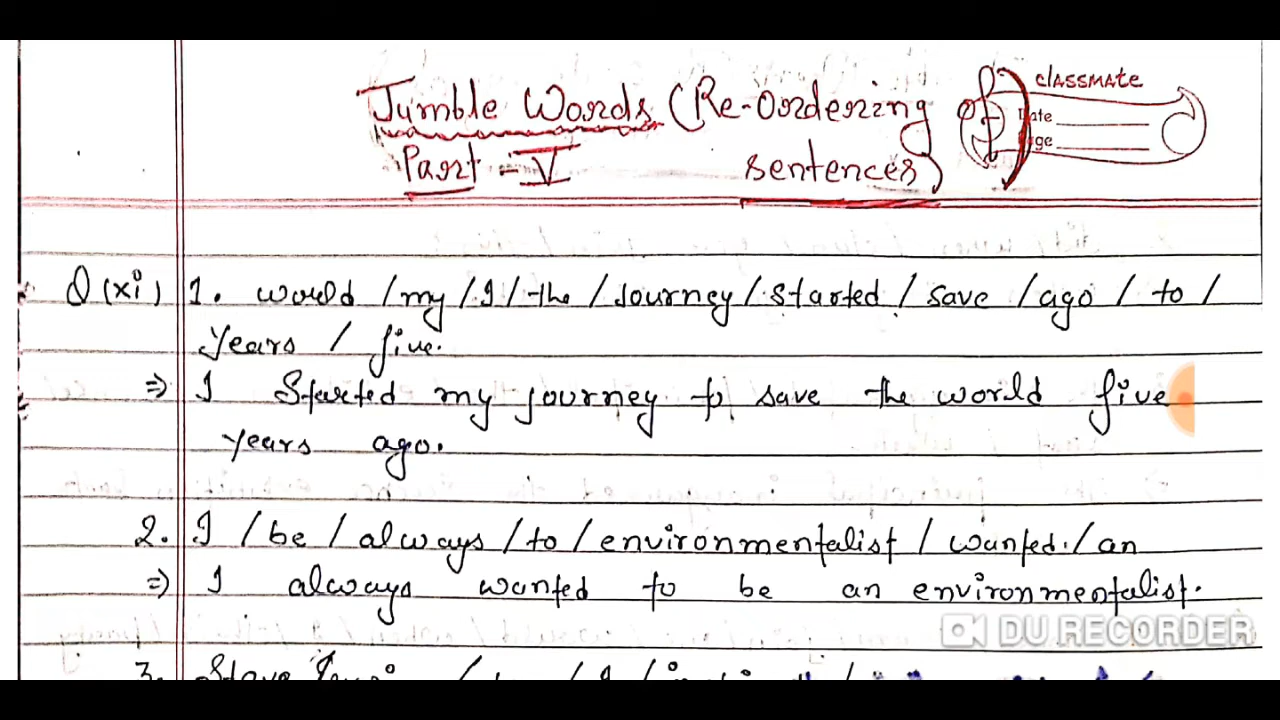 Jumble Words (Re-Ordering
sentences)
Part - V
CLASSMATE
Date
Page
Q (xi) 1. world / my / I / the / journey / started / save / ago / to /
years / five.
⇒ I started my journey to save the world five
years ago.
2. I / be / always / to / environmentalist / wanted / an
⇒ I always wanted to be an environmentalist.
DU RECORDER
3.